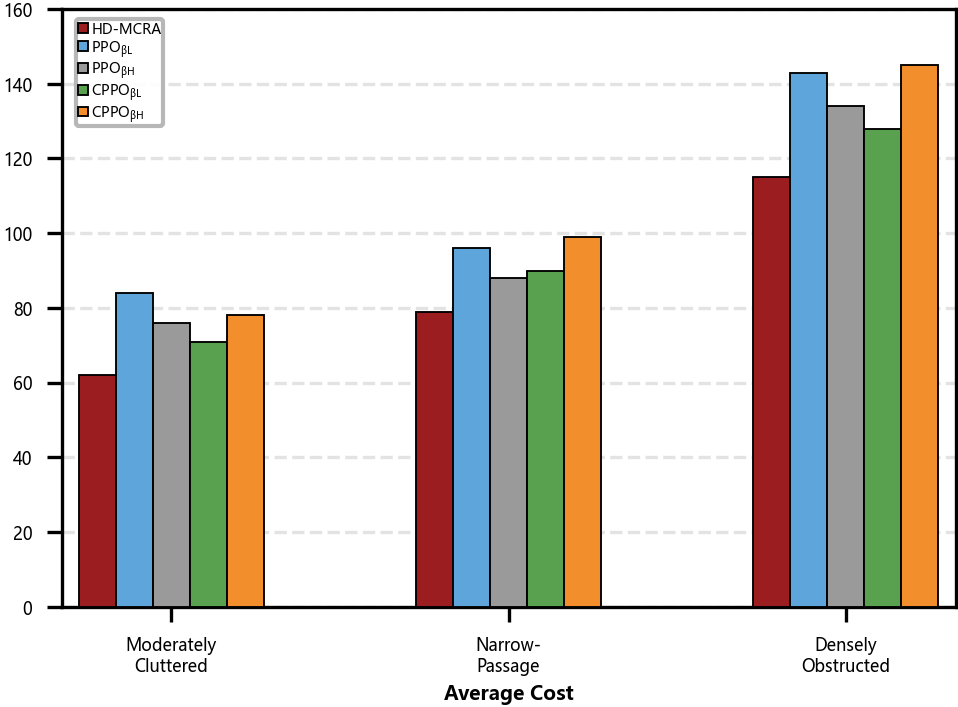 160
140
120
100
80
60
40
20
0
HD-MCRA
PPOβL
PPOβH
CPPOβL
CPPOβH
Moderately
Cluttered
Narrow-
Passage
Densely
Obstructed
Average Cost